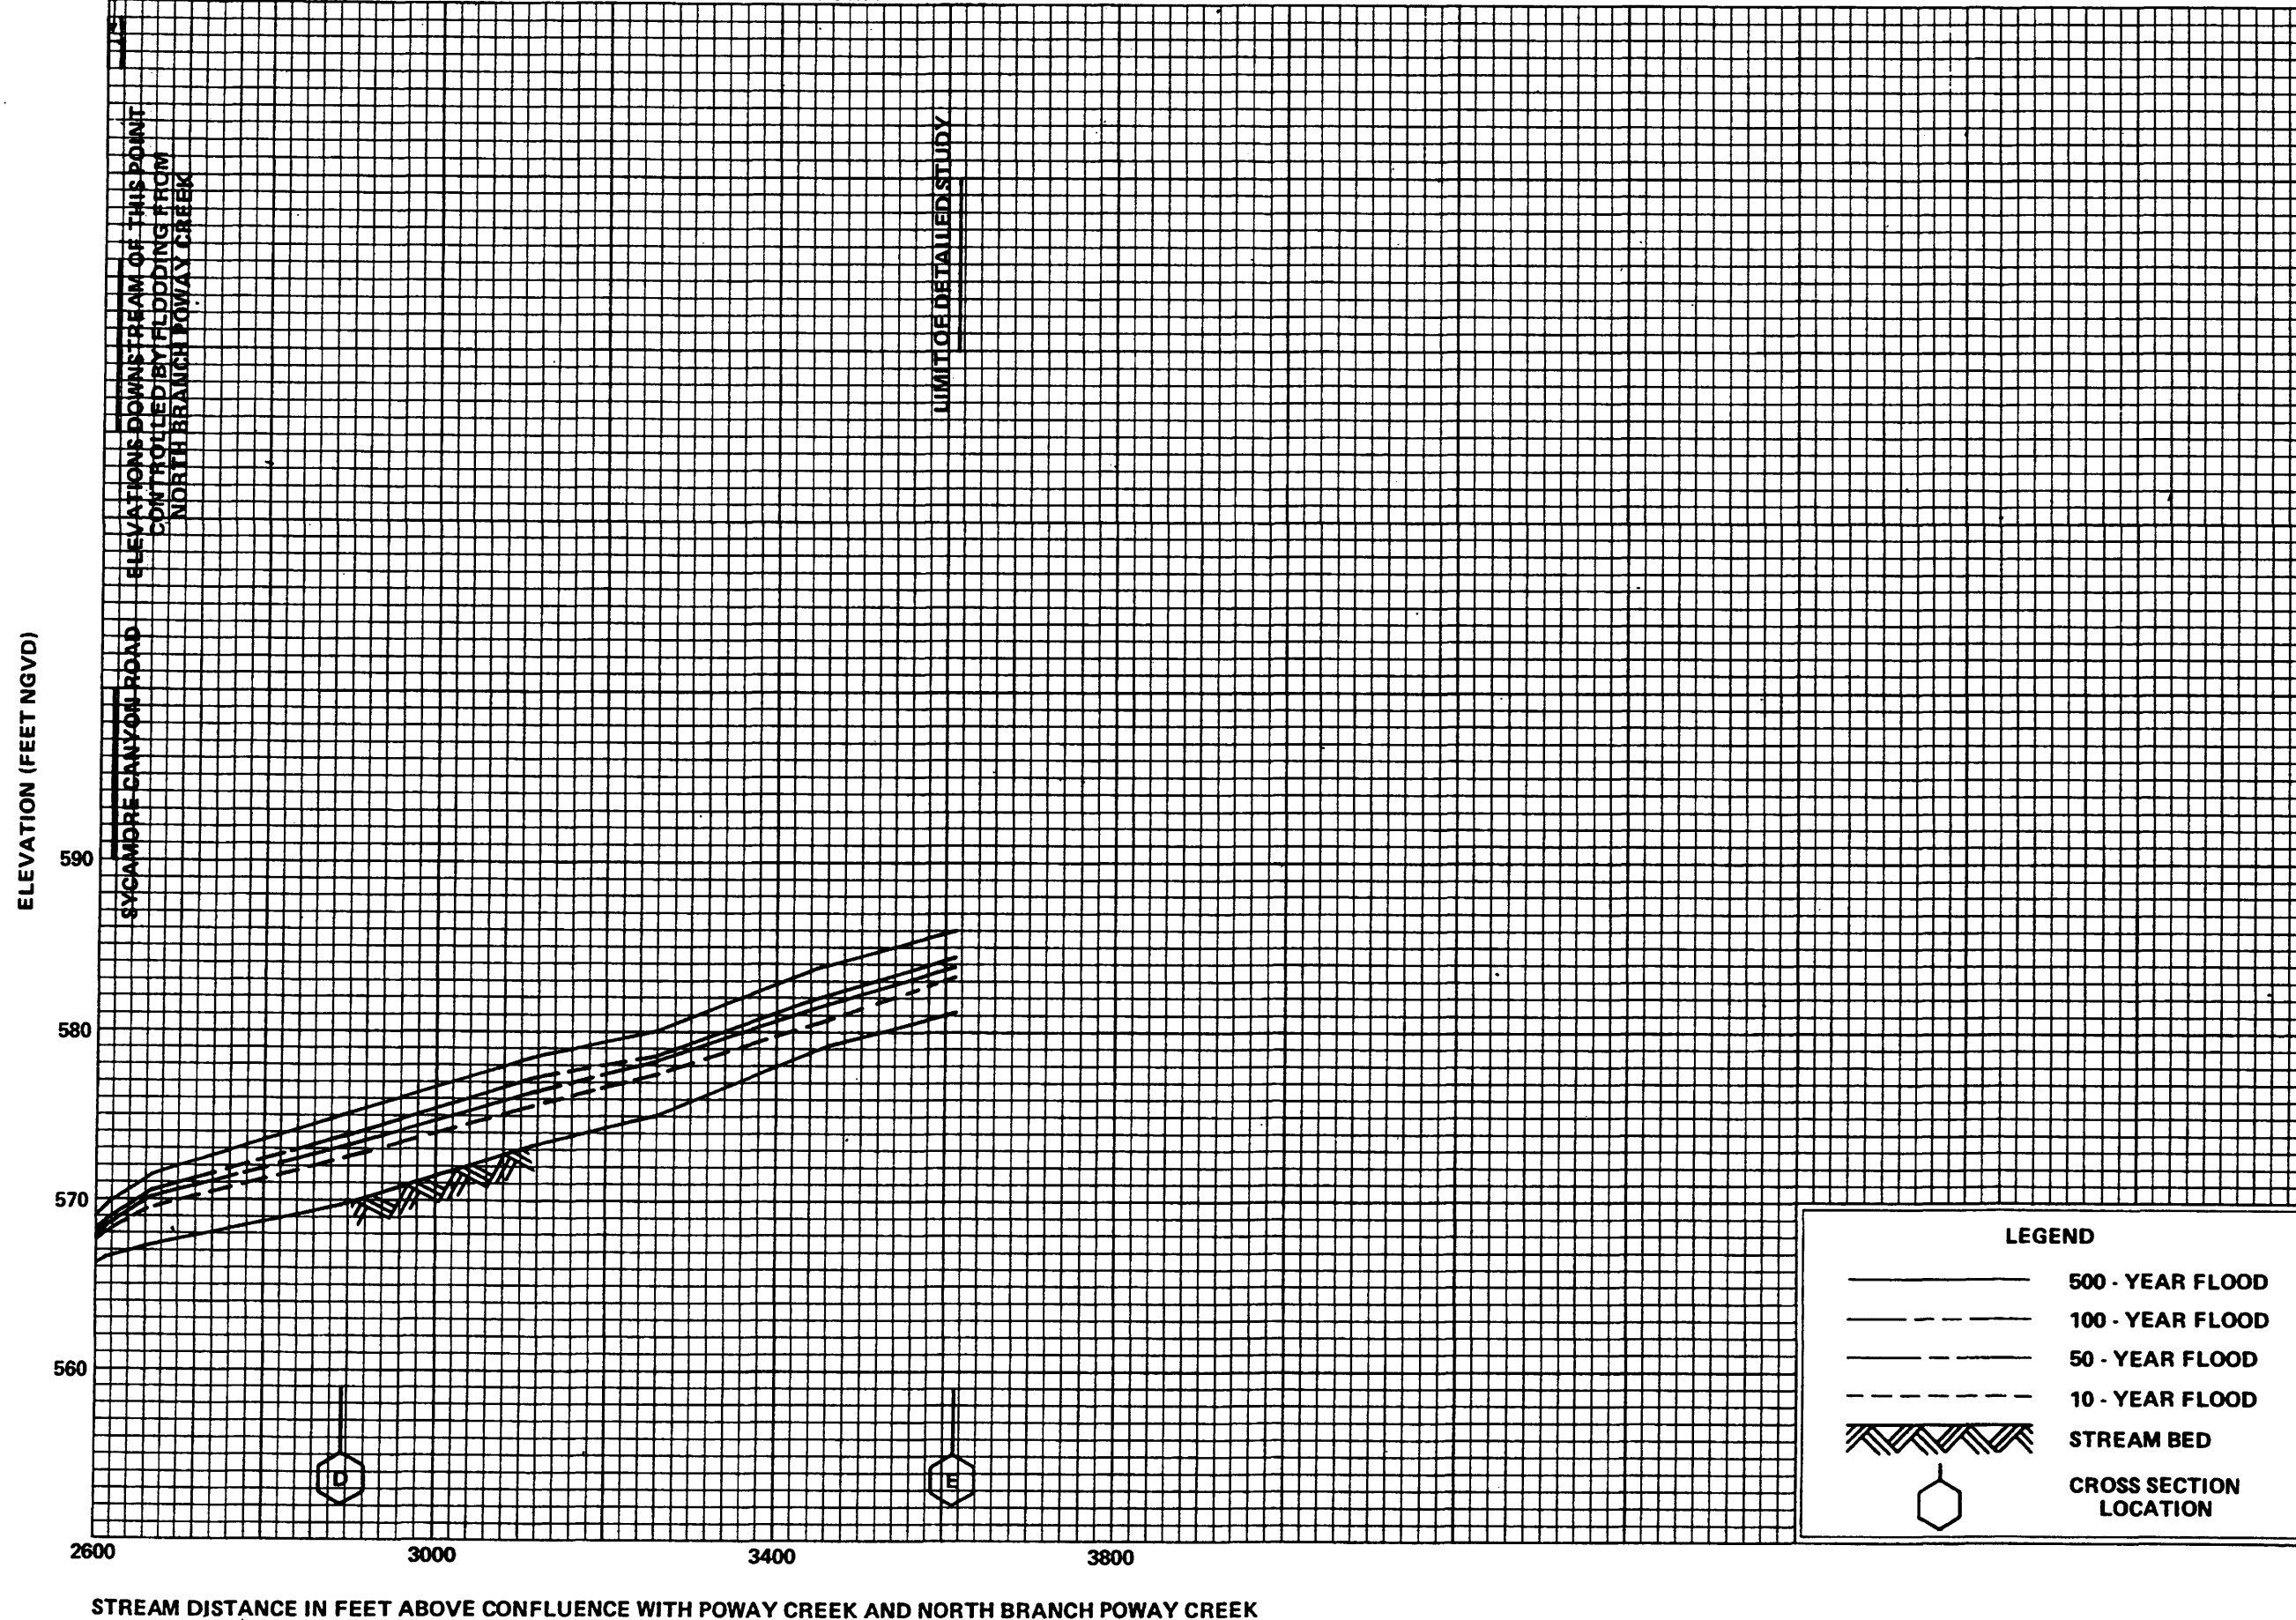 ELEVATIONS DOWNSTREAM OF THIS POINT
CONTROLLED BY FLOODING FROM
NORTH BRANCH POWAY CREEK
LIMIT OF DETAILED STUDY
SYCAMORE CANYON ROAD
ELEVATION (FEET NGVD)
590
580
570
560
D
E
2600
3000
3400
3800
STREAM DISTANCE IN FEET ABOVE CONFLUENCE WITH POWAY CREEK AND NORTH BRANCH POWAY CREEK
LEGEND
500 - YEAR FLOOD
100 - YEAR FLOOD
50 - YEAR FLOOD
10 - YEAR FLOOD
STREAM BED
CROSS SECTION
LOCATION